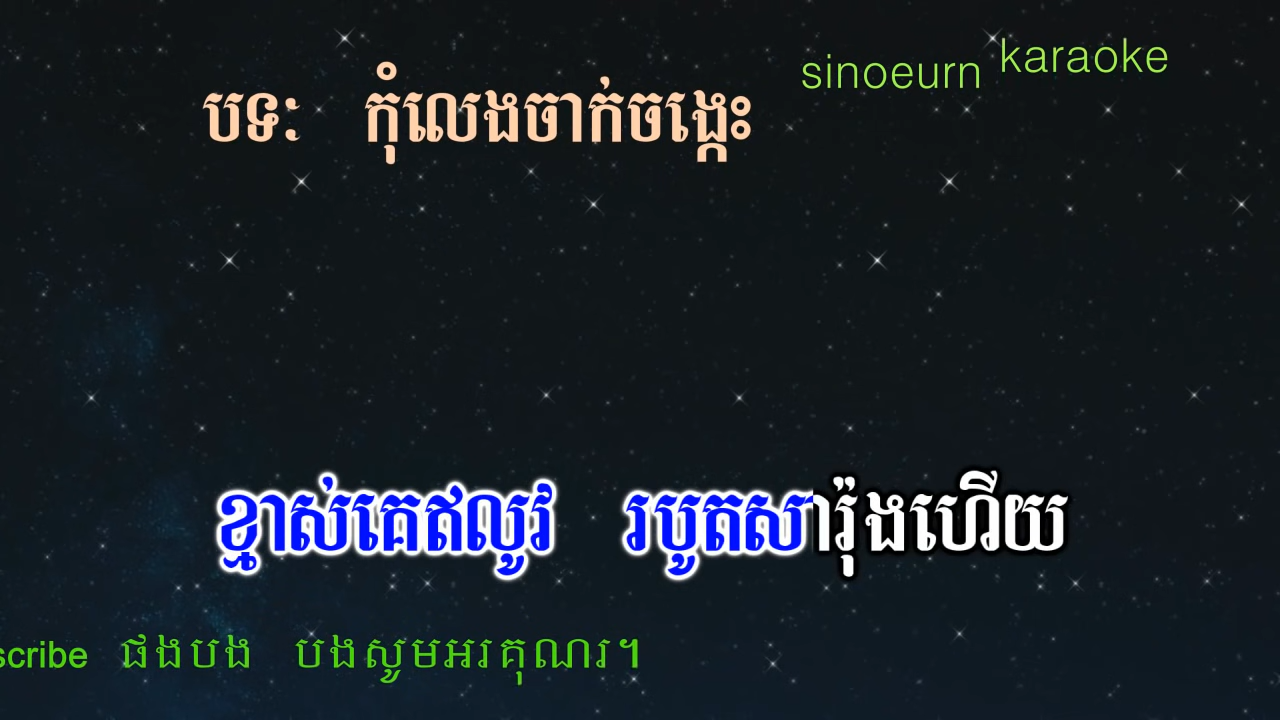 sinoeurn karaoke
បទ: កុំលេងចាក់ចង្កេះ
ខ្មាស់គេឥលូវ របូតសារ៉ុងហើយ
scribe ផងបង បងសូមអរគុណរ។